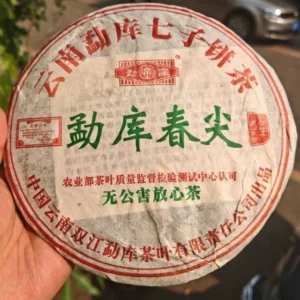 云南勐库七子饼茶
勐库
勐库春尖
农业部茶叶质量监督检验测试中心认可
无公害放心茶
中国云南双江勐库茶叶有限责任公司出品